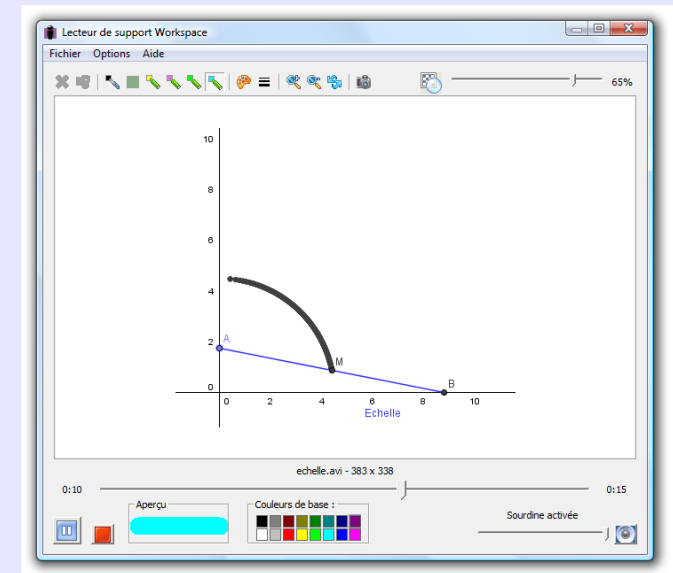 Lecteur de support Workspace
Fichier Options Aide
65%
10
8
6
4
2
A
M
B
0
0 2 4 6 8 10
Echelle
echelle.avi - 383 x 338
0:10
0:15
Aperçu
Couleurs de base :
Sourdine activée